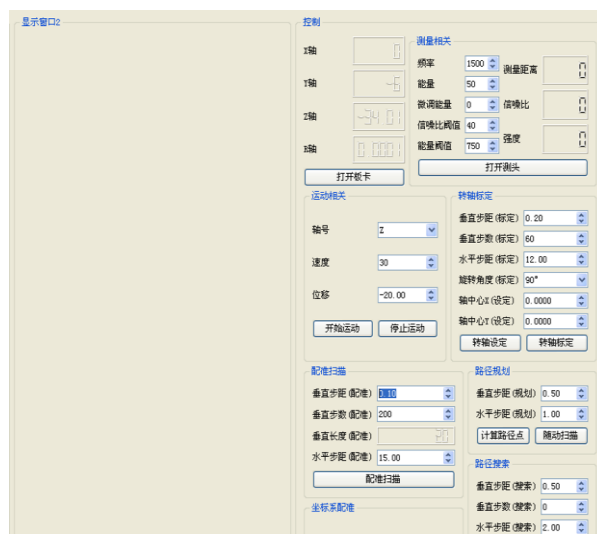 显示窗口2
控制
X轴
0
Y轴
-6
Z轴
-3401
R轴
0.0001
打开板卡
测量相关
频率 1500
能量 50
微调能量 0
信噪比阈值 40
能量阈值 750
测量距离 0
信噪比 0
强度 0
打开测头
运动相关
轴号 Z
速度 30
位移 -20.00
开始运动 停止运动
转轴标定
垂直步距(标定) 0.20
垂直步数(标定) 60
水平步距(标定) 12.00
旋转角度(标定) 90°
轴中心X(设定) 0.0000
轴中心Y(设定) 0.0000
转轴设定 转轴标定
配准扫描
垂直步距(配准) 0.10
垂直步数(配准) 200
垂直长度(配准) 20
水平步距(配准) 15.00
配准扫描
坐标系配准
路径规划
垂直步距(规划) 0.50
水平步距(规划) 1.00
计算路径点 随动扫描
路径搜索
垂直步距(搜索) 0.50
垂直步数(搜索) 0
水平步距(搜索) 2.00